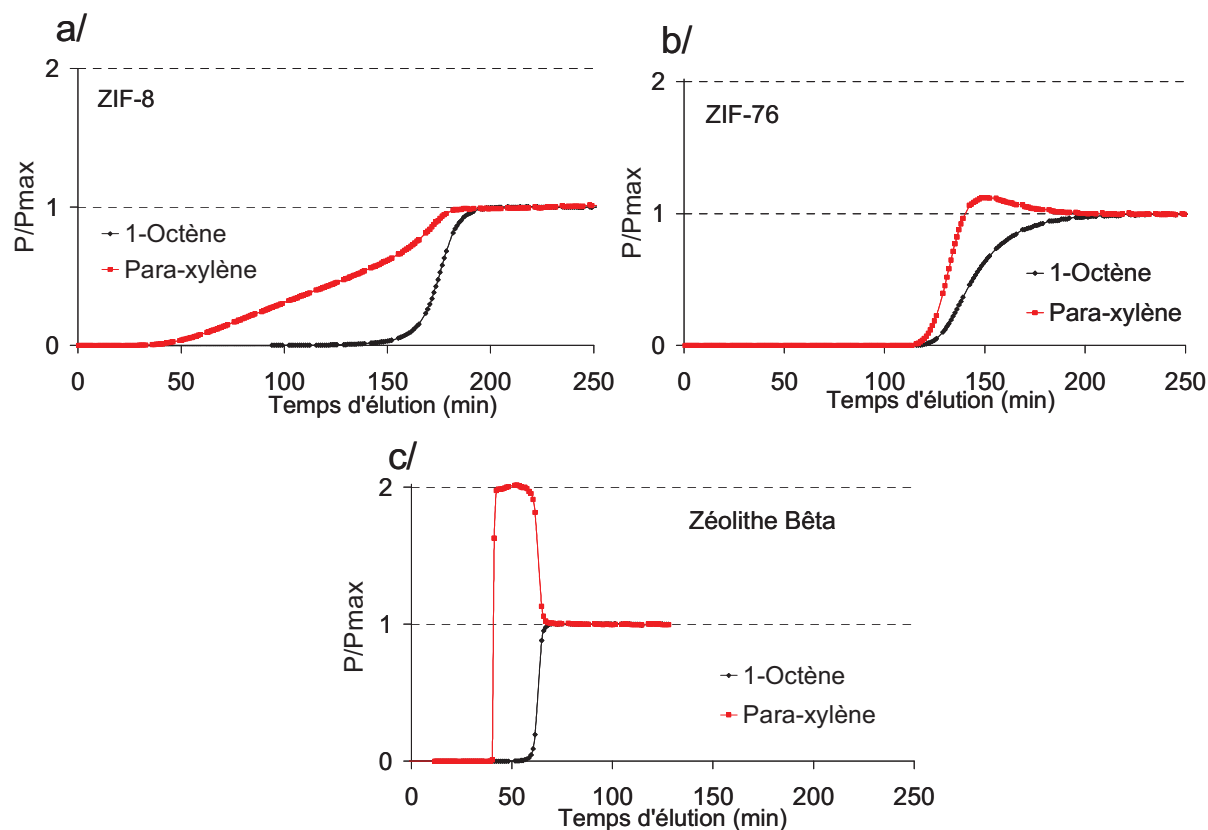 a/
2
ZIF-8
P/Pmax
1
1-Octène
Para-xylène
0
0 50 100 150 200 250
Temps d'élution (min)
b/
2
ZIF-76
P/Pmax
1
1-Octène
Para-xylène
0
0 50 100 150 200 250
Temps d'élution (min)
c/
2
Zéolithe Bêta
P/Pmax
1
1-Octène
Para-xylène
0
0 50 100 150 200 250
Temps d'élution (min)